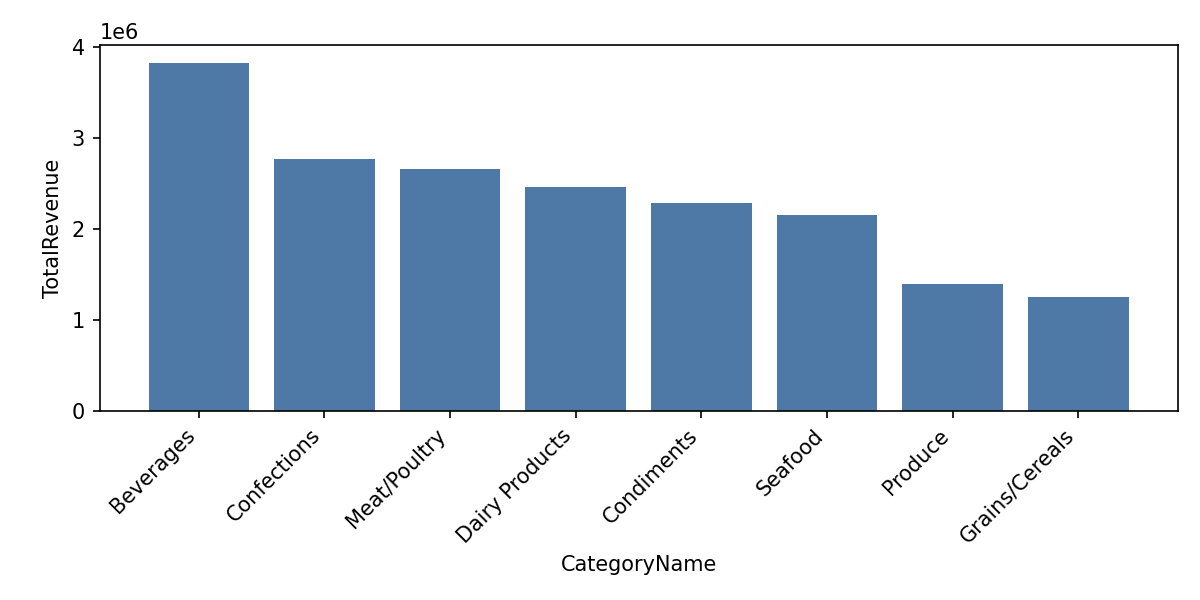 1e6
4
3
2
1
0
TotalRevenue
Beverages
Confections
Meat/Poultry
Dairy Products
Condiments
Seafood
Produce
Grains/Cereals
CategoryName